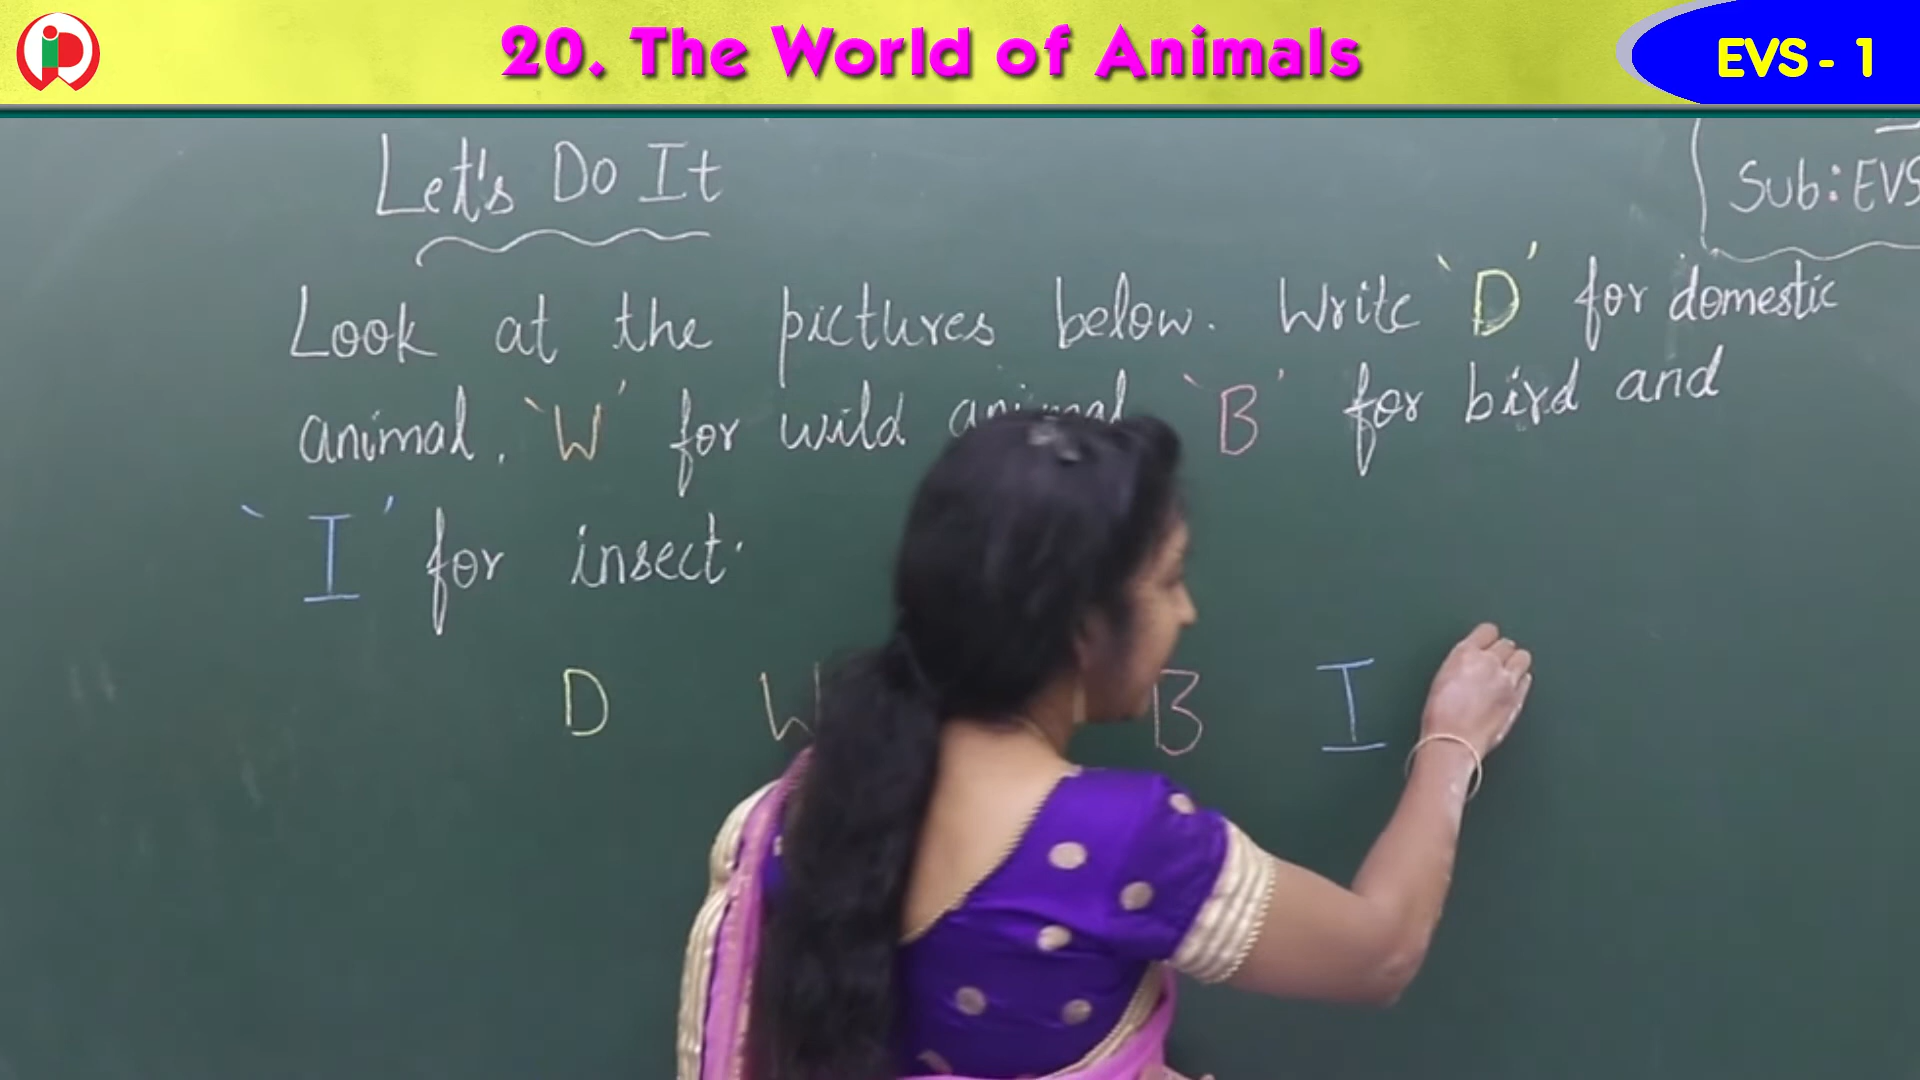 20. The World of Animals
EVS - 1
Let's Do It
Sub: EVS
Look at the pictures below. Write `D' for domestic
animal. `W' for wild animal `B' for bird and
`I' for insect.
D W B I